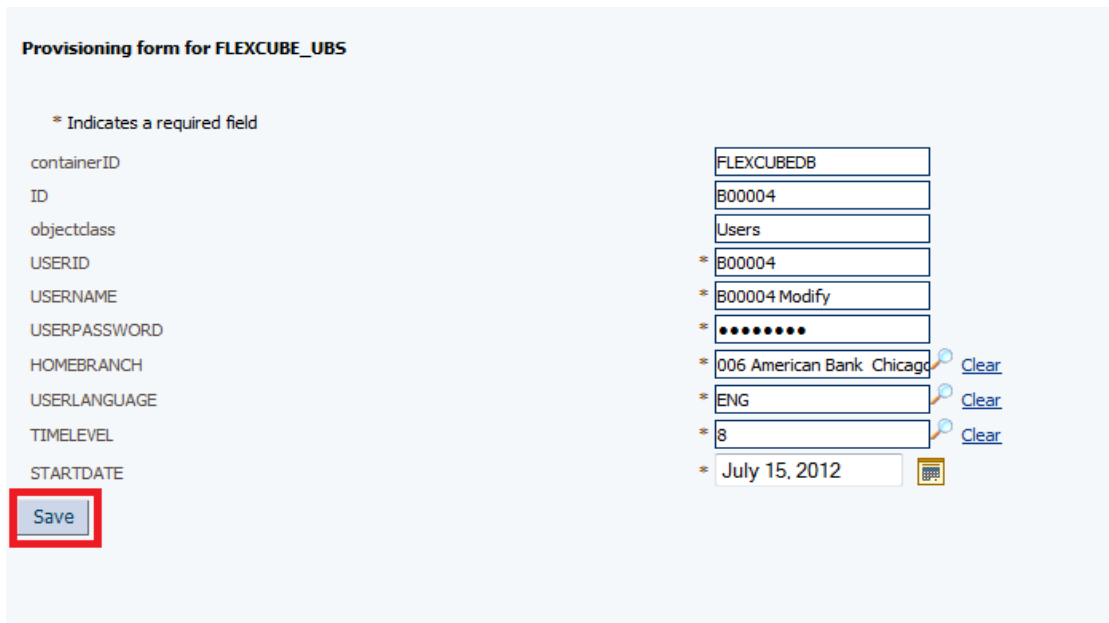 Provisioning form for FLEXCUBE_UBS
* Indicates a required field
containerID FLEXCUBEDB
ID B00004
objectclass Users
USERID * B00004
USERNAME * B00004 Modify
USERPASSWORD * ●●●●●●●●
HOMEBRANCH * 006 American Bank Chicago Clear
USERLANGUAGE * ENG Clear
TIMELEVEL * 8 Clear
STARTDATE * July 15, 2012
Save